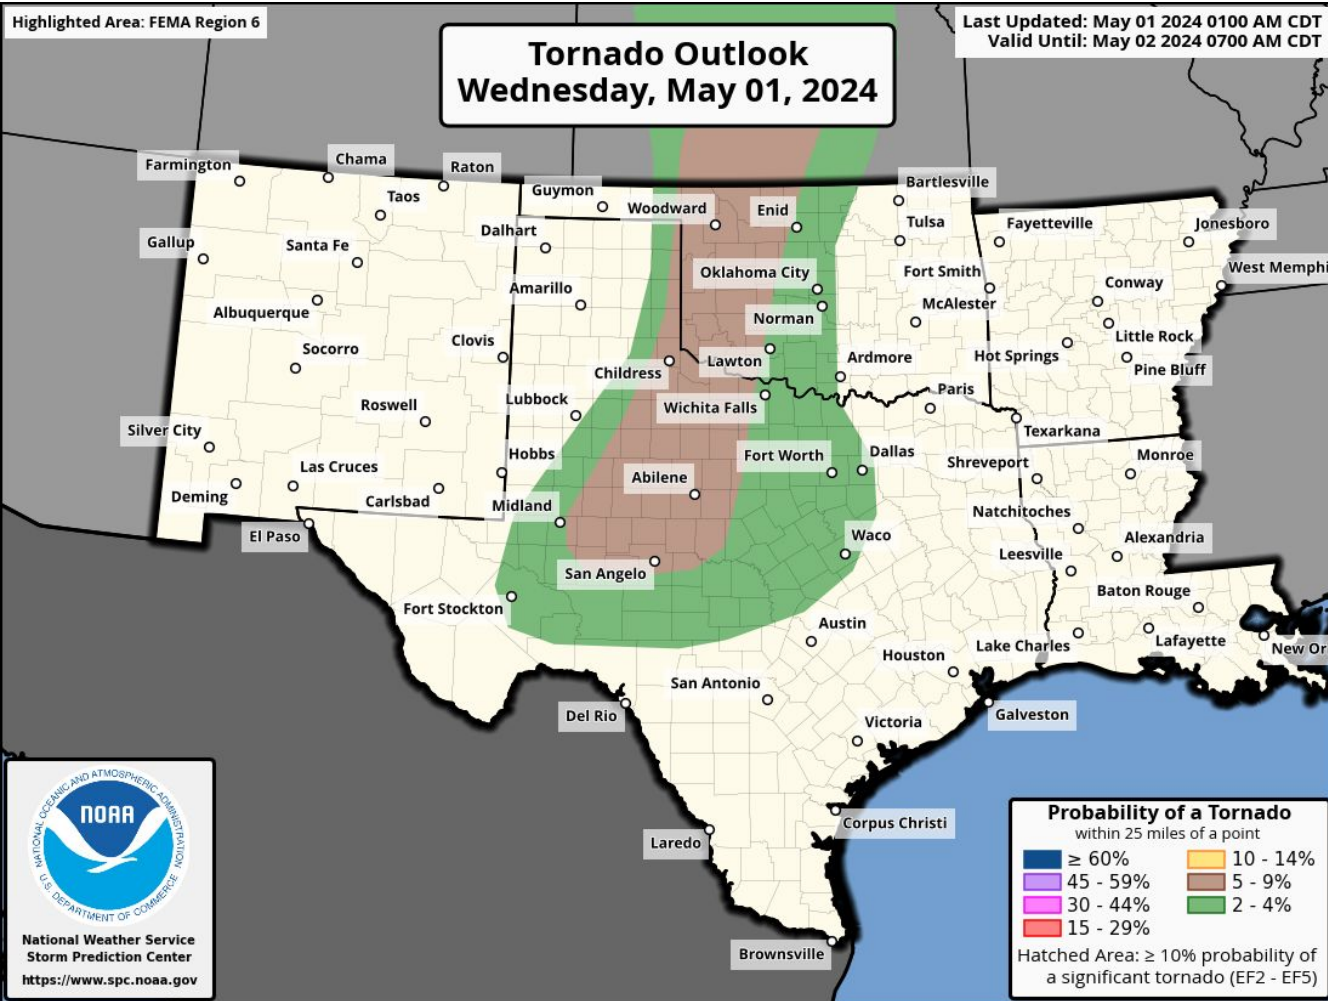 Highlighted Area: FEMA Region 6
Last Updated: May 01 2024 0100 AM CDT
Valid Until: May 02 2024 0700 AM CDT
Tornado Outlook
Wednesday, May 01, 2024
Farmington
Chama
Raton
Taos
Guymon
Woodward
Enid
Bartlesville
Gallup
Santa Fe
Dalhart
Tulsa
Fayetteville
Jonesboro
Oklahoma City
Fort Smith
West Memphi
Albuquerque
Amarillo
Norman
McAlester
Conway
Socorro
Clovis
Childress
Lawton
Ardmore
Hot Springs
Little Rock
Pine Bluff
Roswell
Lubbock
Wichita Falls
Paris
Texarkana
Silver City
Las Cruces
Hobbs
Fort Worth
Dallas
Shreveport
Monroe
Deming
Carlsbad
Midland
Abilene
Natchitoches
El Paso
Waco
Leesville
Alexandria
San Angelo
Baton Rouge
Fort Stockton
Austin
Lake Charles
Lafayette
New Or
Houston
San Antonio
Del Rio
Victoria
Galveston
Laredo
Corpus Christi
Brownsville
NATIONAL OCEANIC AND ATMOSPHERIC ADMINISTRATION
NOAA
U.S. DEPARTMENT OF COMMERCE
National Weather Service
Storm Prediction Center
https://www.spc.noaa.gov
Probability of a Tornado
within 25 miles of a point
≥ 60%
45 - 59%
30 - 44%
15 - 29%
10 - 14%
5 - 9%
2 - 4%
Hatched Area: ≥ 10% probability of
a significant tornado (EF2 - EF5)